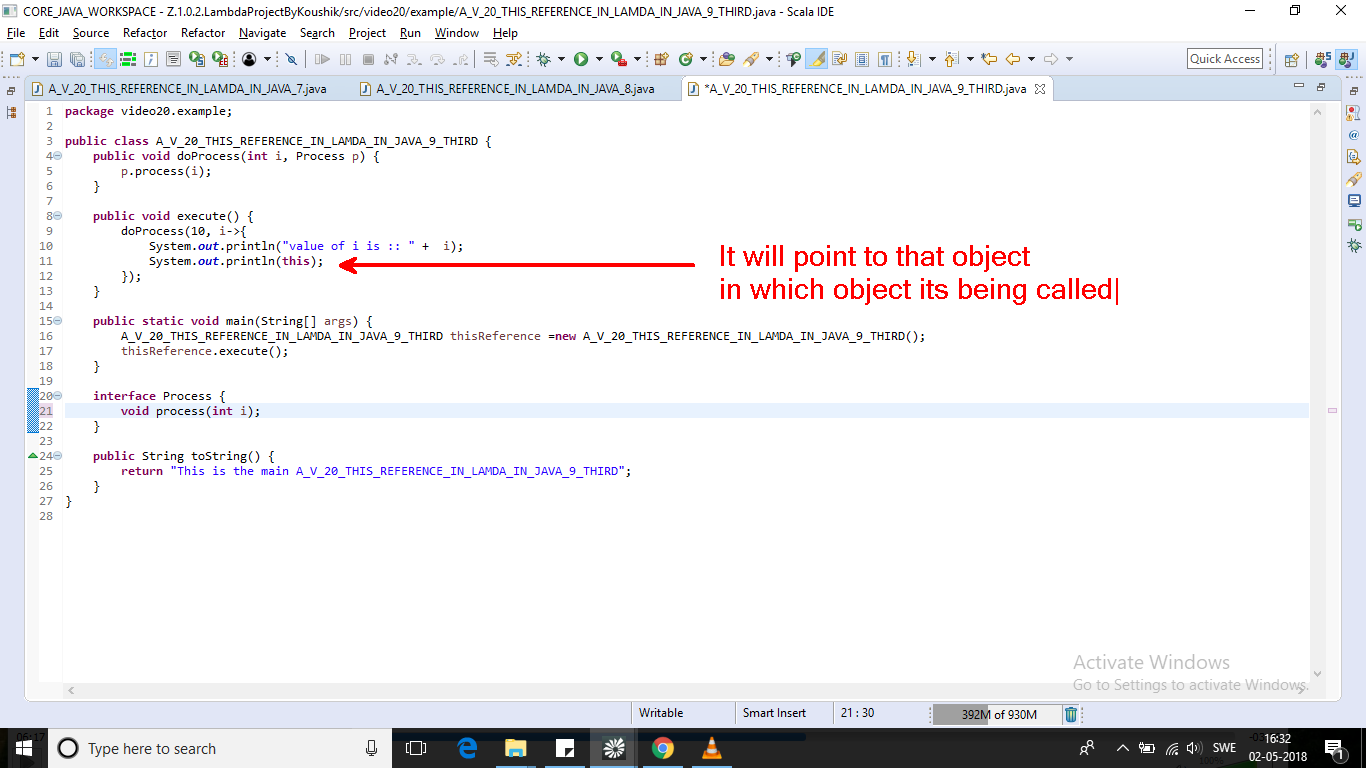 CORE_JAVA_WORKSPACE - Z.1.0.2.LambdaProjectByKoushik/src/video20/example/A_V_20_THIS_REFERENCE_IN_LAMDA_IN_JAVA_9_THIRD.java - Scala IDE
File Edit Source Refactor Refactor Navigate Search Project Run Window Help
Quick Access
A_V_20_THIS_REFERENCE_IN_LAMDA_IN_JAVA_7.java A_V_20_THIS_REFERENCE_IN_LAMDA_IN_JAVA_8.java *A_V_20_THIS_REFERENCE_IN_LAMDA_IN_JAVA_9_THIRD.java
1 package video20.example;
2
3 public class A_V_20_THIS_REFERENCE_IN_LAMDA_IN_JAVA_9_THIRD {
4 public void doProcess(int i, Process p) {
5 p.process(i);
6 }
7
8 public void execute() {
9 doProcess(10, i->{
10 System.out.println("value of i is :: " + i);
11 System.out.println(this);
12 });
13 }
14
15 public static void main(String[] args) {
16 A_V_20_THIS_REFERENCE_IN_LAMDA_IN_JAVA_9_THIRD thisReference =new A_V_20_THIS_REFERENCE_IN_LAMDA_IN_JAVA_9_THIRD();
17 thisReference.execute();
18 }
19
20 interface Process {
21 void process(int i);
22 }
23
24 public String toString() {
25 return "This is the main A_V_20_THIS_REFERENCE_IN_LAMDA_IN_JAVA_9_THIRD";
26 }
27 }
28
It will point to that object
in which object its being called
Activate Windows
Go to Settings to activate Windows.
Writable Smart Insert 21 : 30 392M of 930M
Type here to search
SWE
16:32
02-05-2018
1